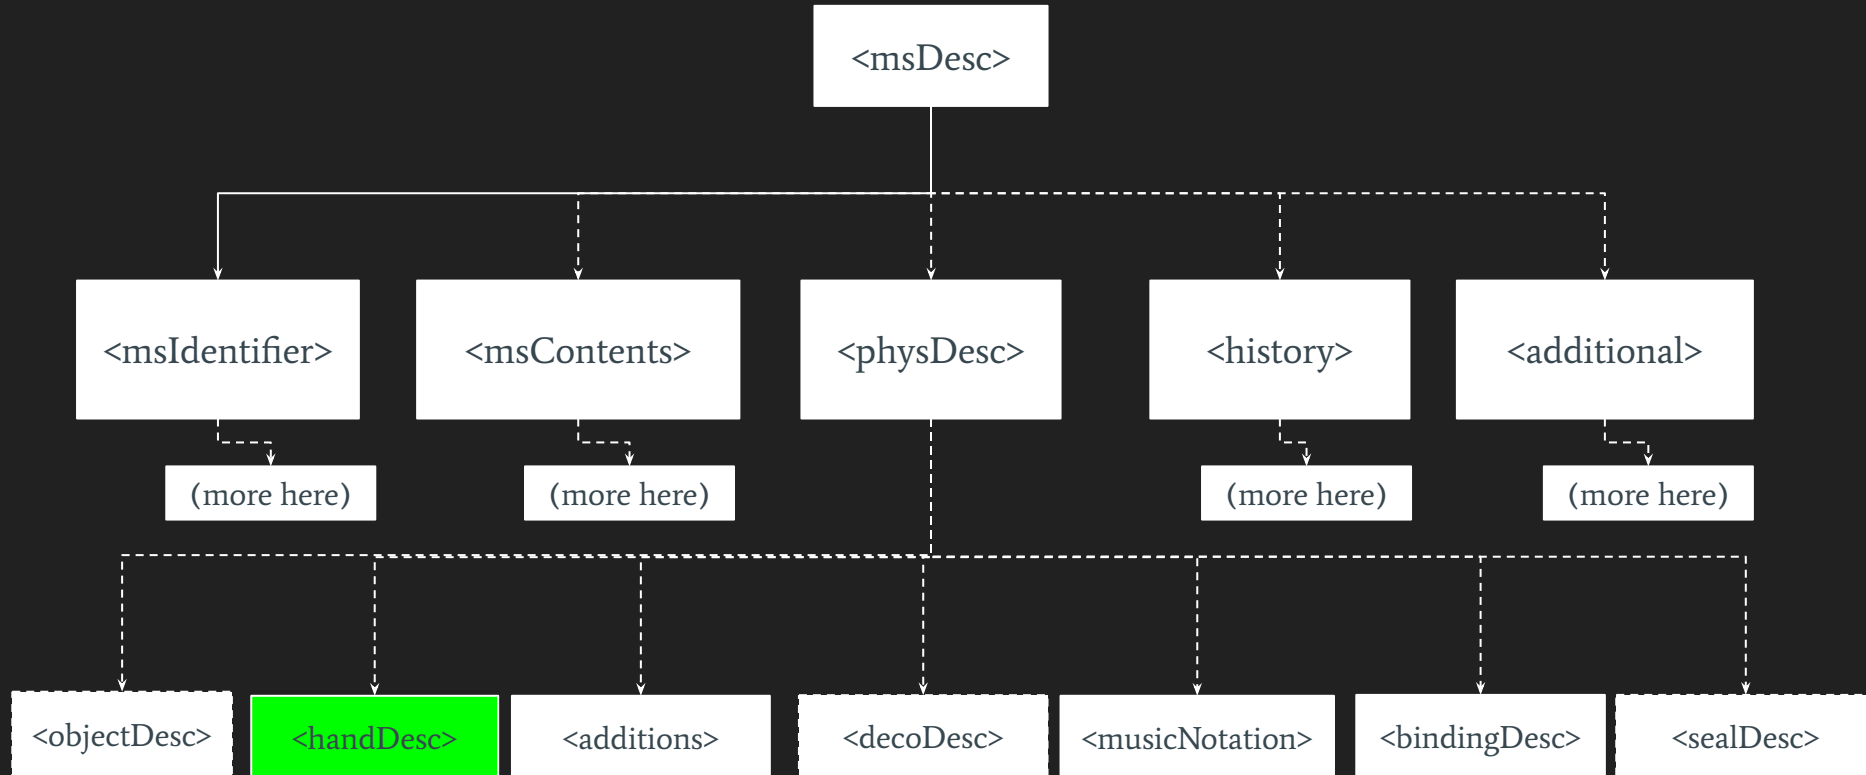 <msDesc>
<msIdentifier>
<msContents>
<physDesc>
<history>
<additional>
(more here)
(more here)
(more here)
(more here)
<objectDesc>
<handDesc>
<additions>
<decoDesc>
<musicNotation>
<bindingDesc>
<sealDesc>